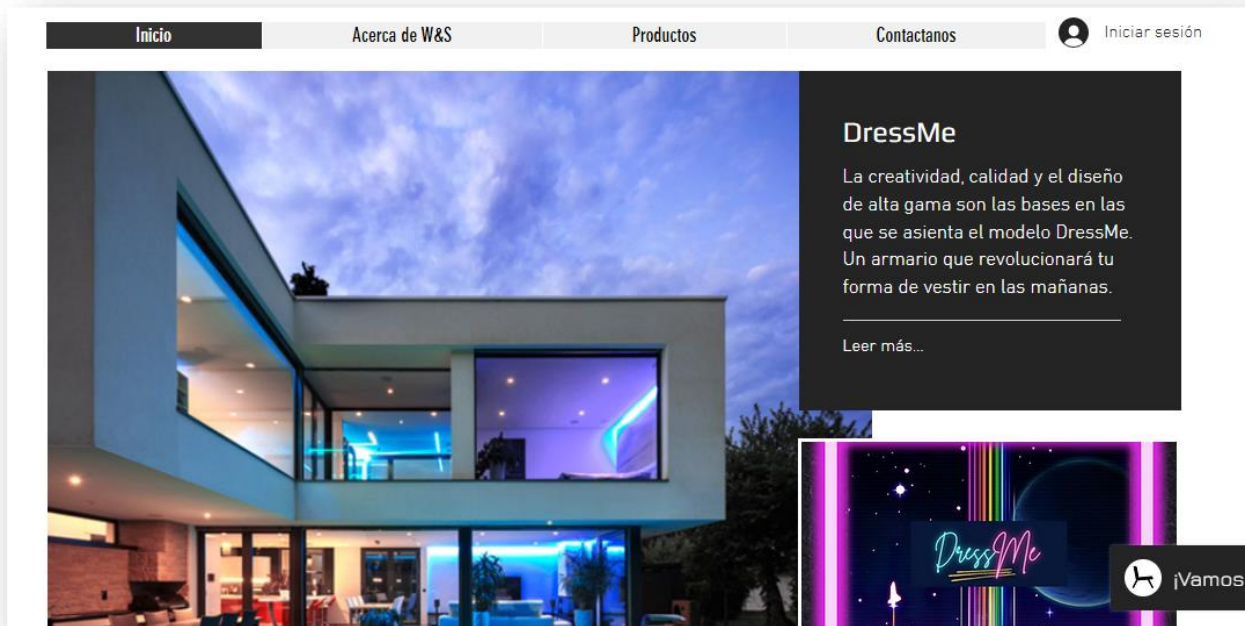 Inicio
Acerca de W&S
Productos
Contactanos
Iniciar sesión
DressMe
La creatividad, calidad y el diseño
de alta gama son las bases en las
que se asienta el modelo DressMe.
Un armario que revolucionará tu
forma de vestir en las mañanas.
Leer más...
DressMe
¡Vamos